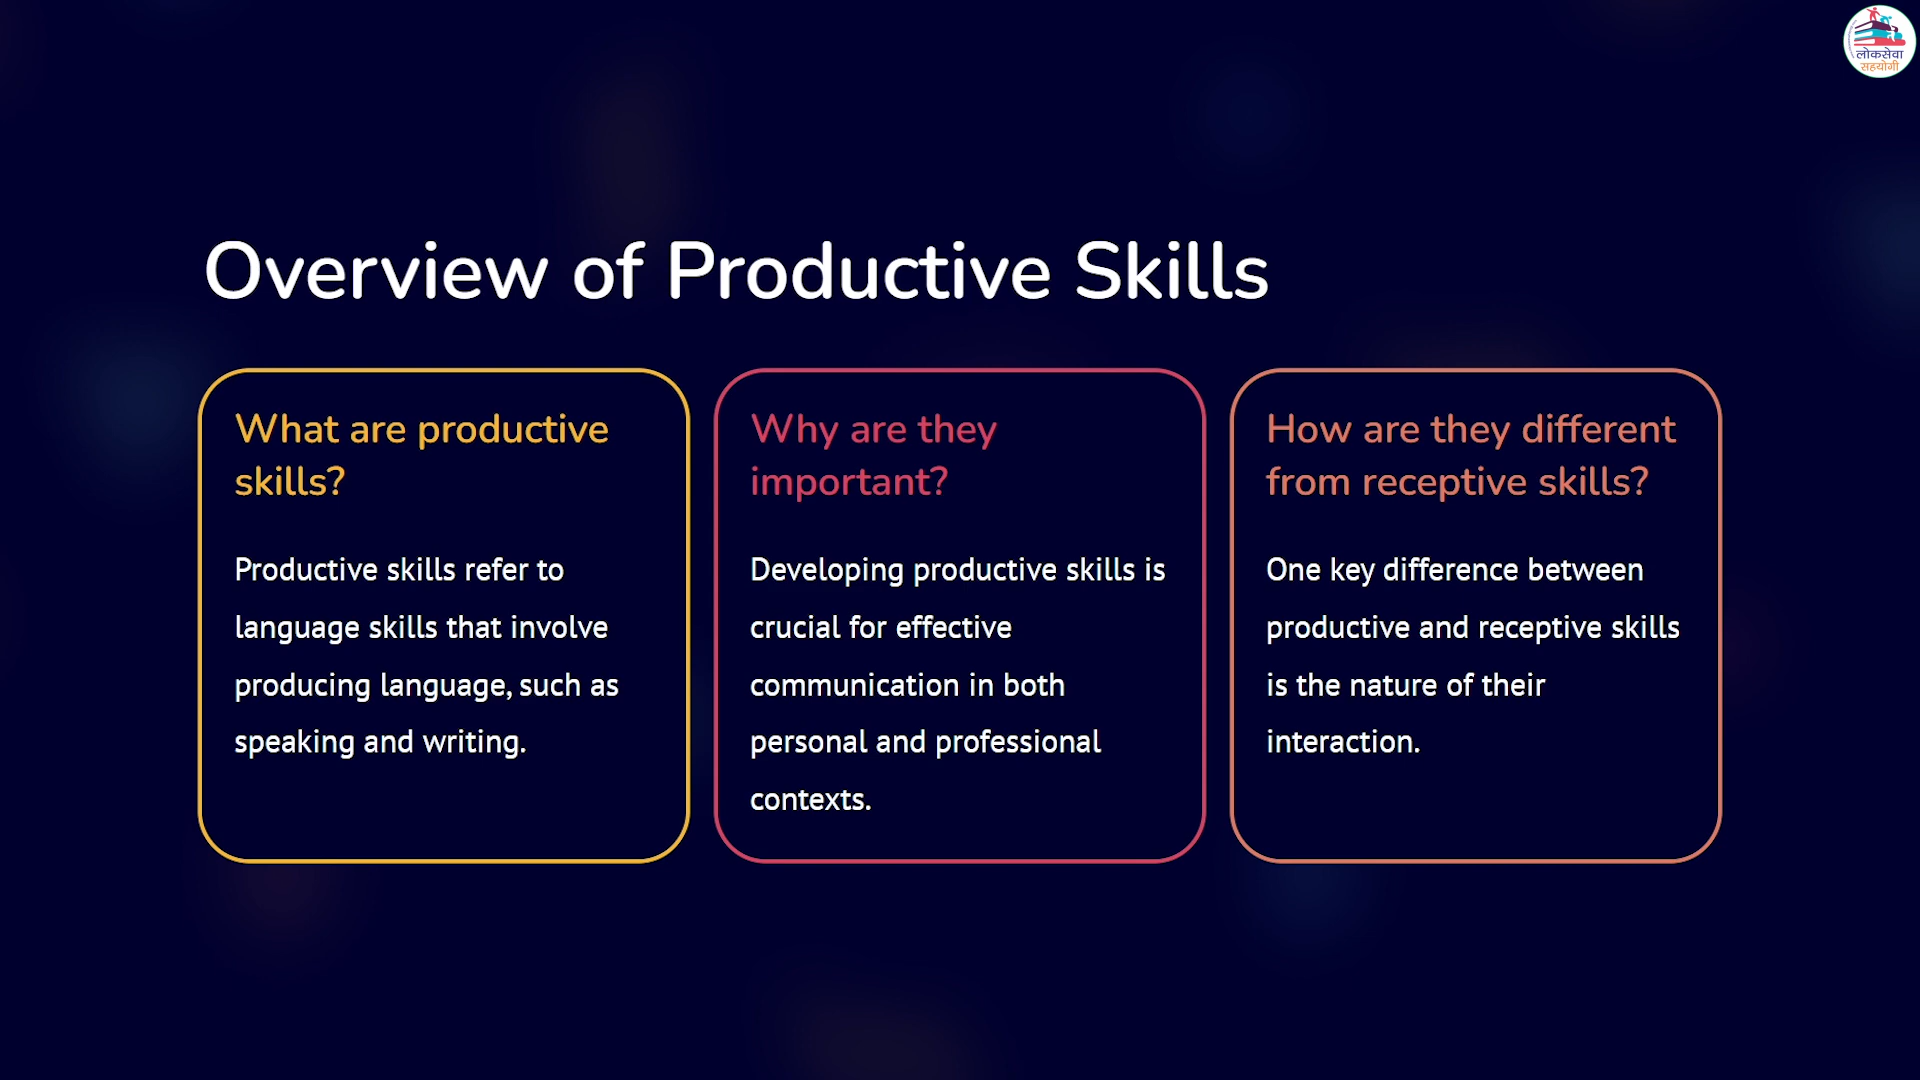 लोकसेवा
सहयोगी
Overview of Productive Skills
What are productive
skills?
Productive skills refer to
language skills that involve
producing language, such as
speaking and writing.
Why are they
important?
Developing productive skills is
crucial for effective
communication in both
personal and professional
contexts.
How are they different
from receptive skills?
One key difference between
productive and receptive skills
is the nature of their
interaction.